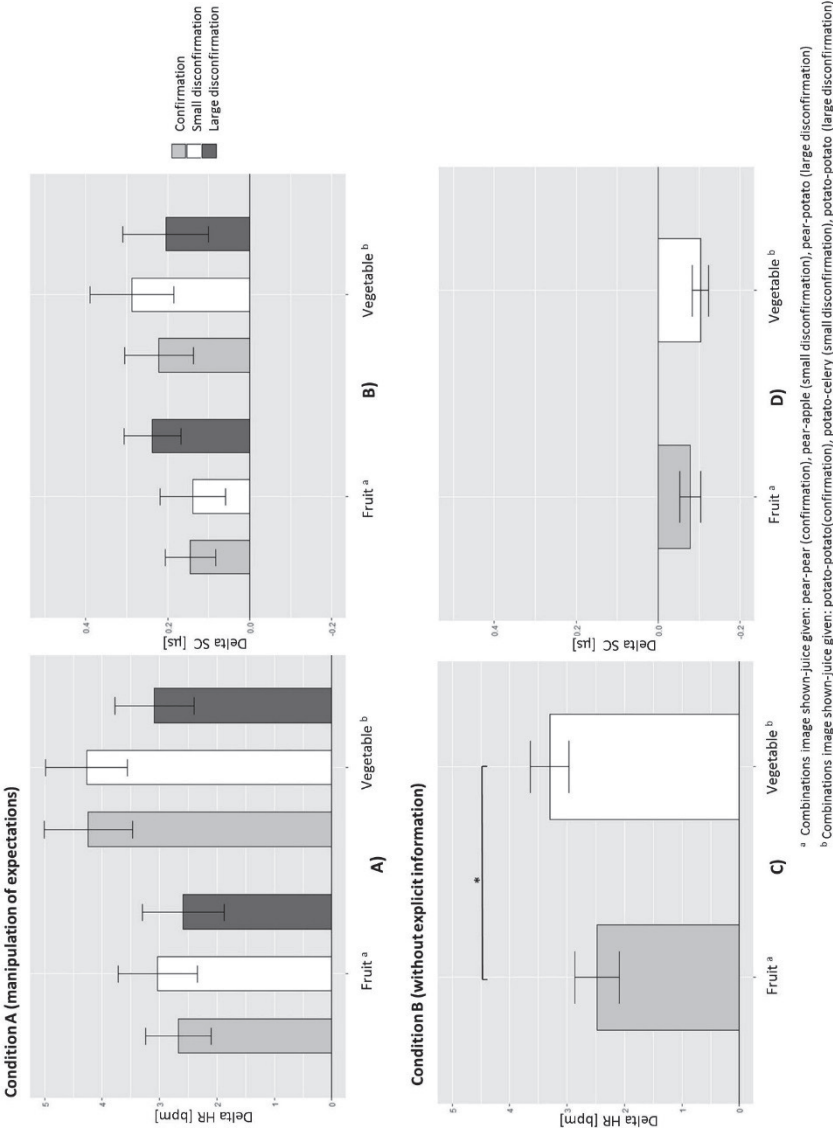 Condition A (manipulation of expectations)
Delta HR [bpm]
5
4
3
2
1
0
Fruit a
Vegetable b
A)
Delta SC [µs]
0.4
0.2
0.0
-0.2
Fruit a
Vegetable b
B)
Confirmation
Small disconfirmation
Large disconfirmation
Condition B (without explicit information)
Delta HR [bpm]
5
4
3
2
1
0
*
Fruit a
Vegetable b
C)
Delta SC [µs]
0.4
0.2
0.0
-0.2
Fruit a
Vegetable b
D)
a Combinations image shown-juice given: pear-pear (confirmation), pear-apple (small disconfirmation), pear-potato (large disconfirmation)
b Combinations image shown-juice given: potato-potato(confirmation), potato-celery (small disconfirmation), potato-potato (large disconfirmation)